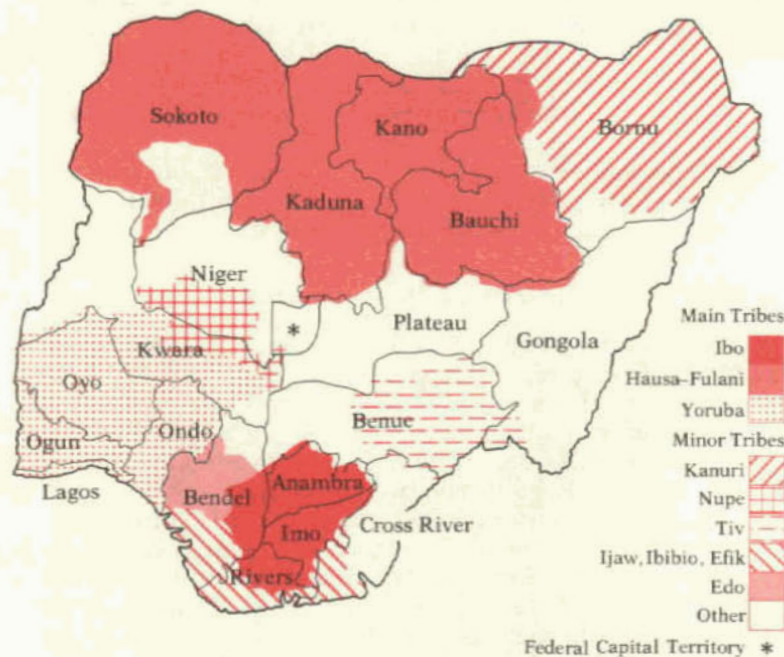 Sokoto
Kano
Bornu
Kaduna
Bauchi
Niger
*
Plateau
Gongola
Kwara
Oyo
Benue
Ondo
Ogun
Lagos
Bendel
Anambra
Imo
Cross River
Rivers
Main Tribes
Ibo
Hausa–Fulani
Yoruba
Minor Tribes
Kanuri
Nupe
Tiv
Ijaw, Ibibio, Efik
Edo
Other
Federal Capital Territory *